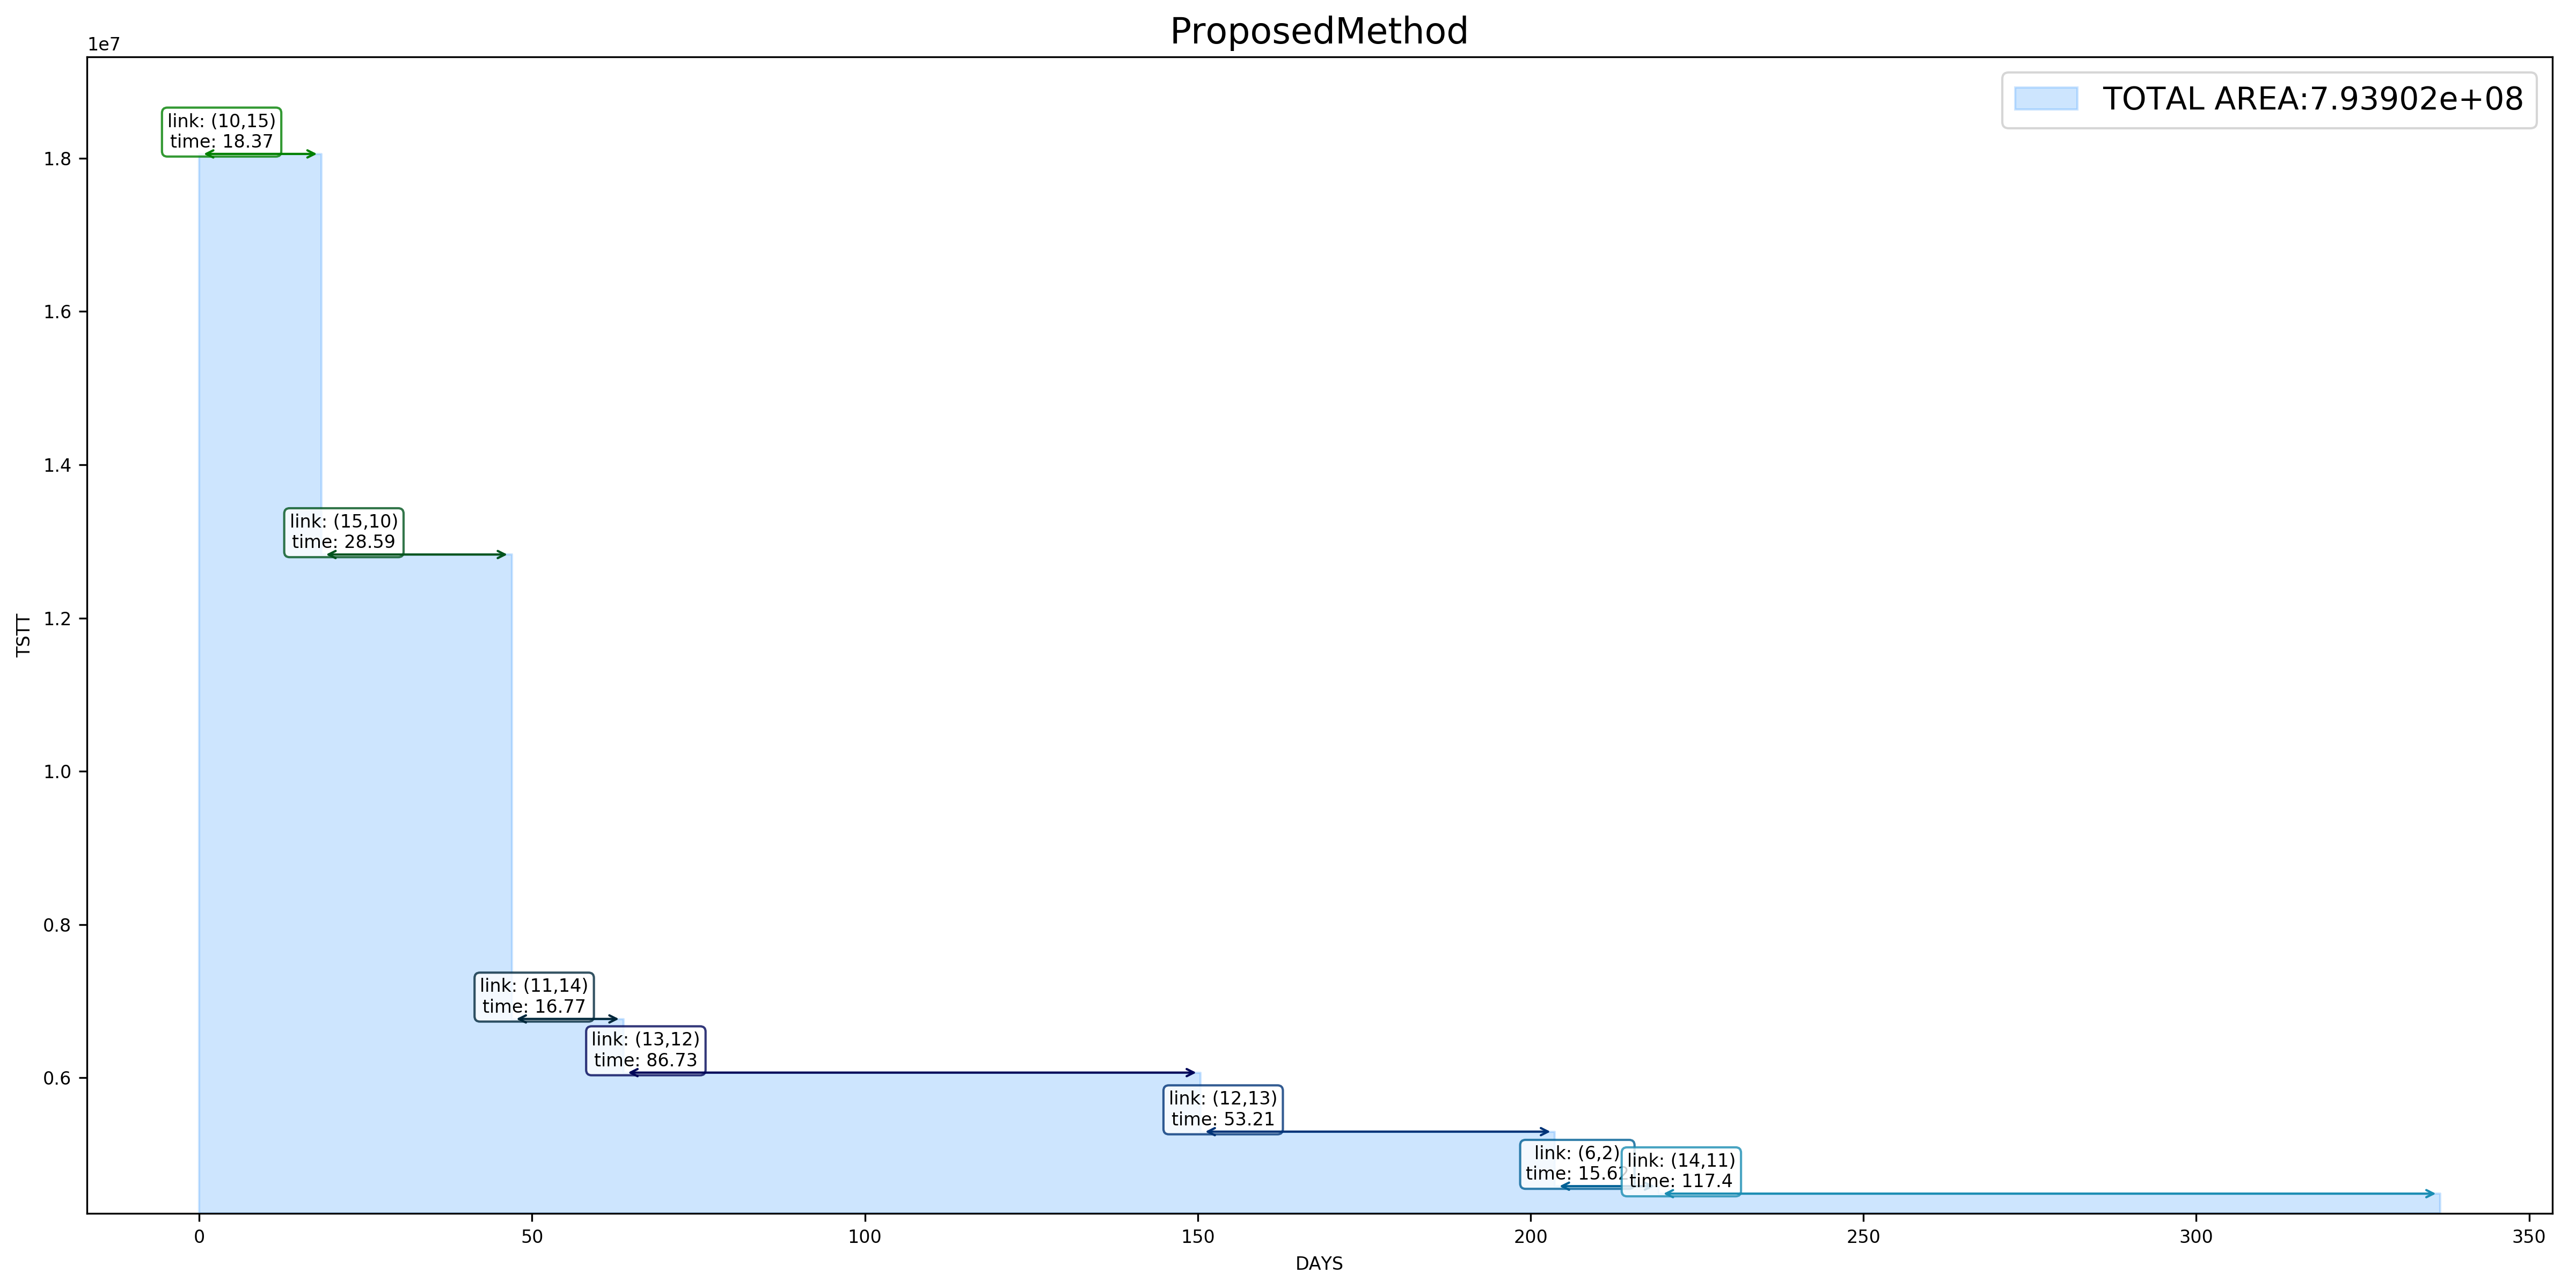 ProposedMethod
1e7
TOTAL AREA:7.93902e+08
link: (10,15)
time: 18.37
1.8
1.6
1.4
link: (15,10)
time: 28.59
1.2
TSTT
1.0
0.8
link: (11,14)
time: 16.77
link: (13,12)
time: 86.73
0.6
link: (12,13)
time: 53.21
link: (6,2)
time: 15.62
link: (14,11)
time: 117.4
0 50 100 150 200 250 300 350
DAYS